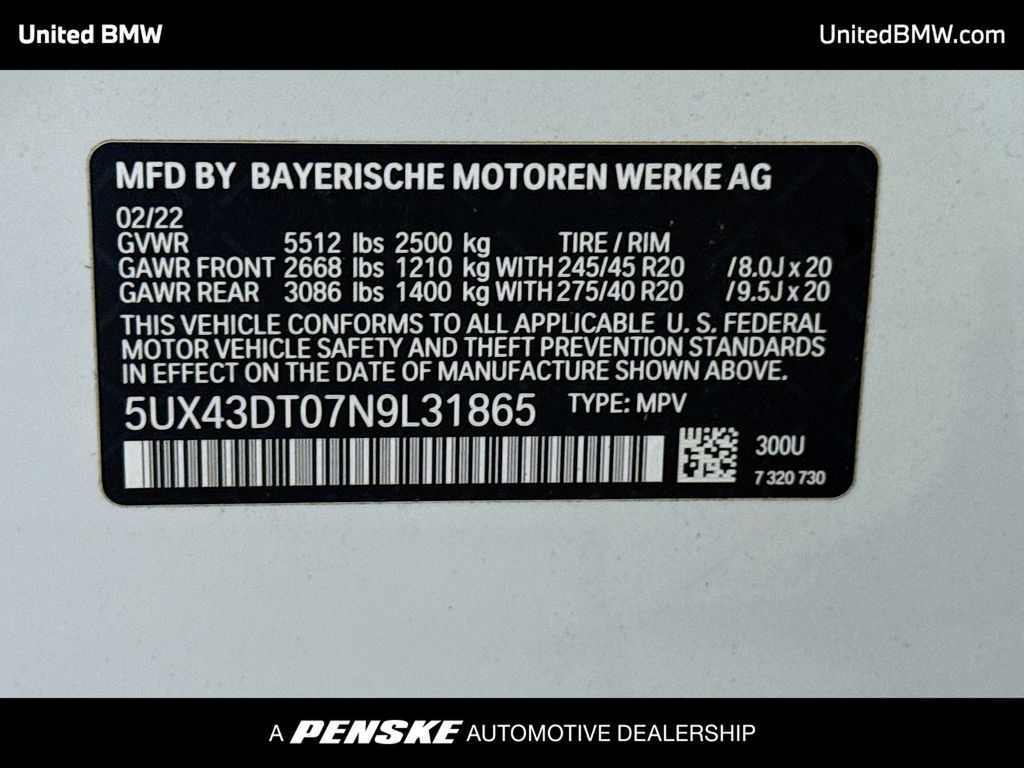 United BMW
UnitedBMW.com
MFD BY BAYERISCHE MOTOREN WERKE AG
02/22
GVWR 5512 lbs 2500 kg TIRE / RIM
GAWR FRONT 2668 lbs 1210 kg WITH 245/45 R20 /8.0J x 20
GAWR REAR 3086 lbs 1400 kg WITH 275/40 R20 /9.5J x 20
THIS VEHICLE CONFORMS TO ALL APPLICABLE U. S. FEDERAL
MOTOR VEHICLE SAFETY AND THEFT PREVENTION STANDARDS
IN EFFECT ON THE DATE OF MANUFACTURE SHOWN ABOVE.
5UX43DT07N9L31865 TYPE: MPV
300U
7 320 730
A PENSKE AUTOMOTIVE DEALERSHIP